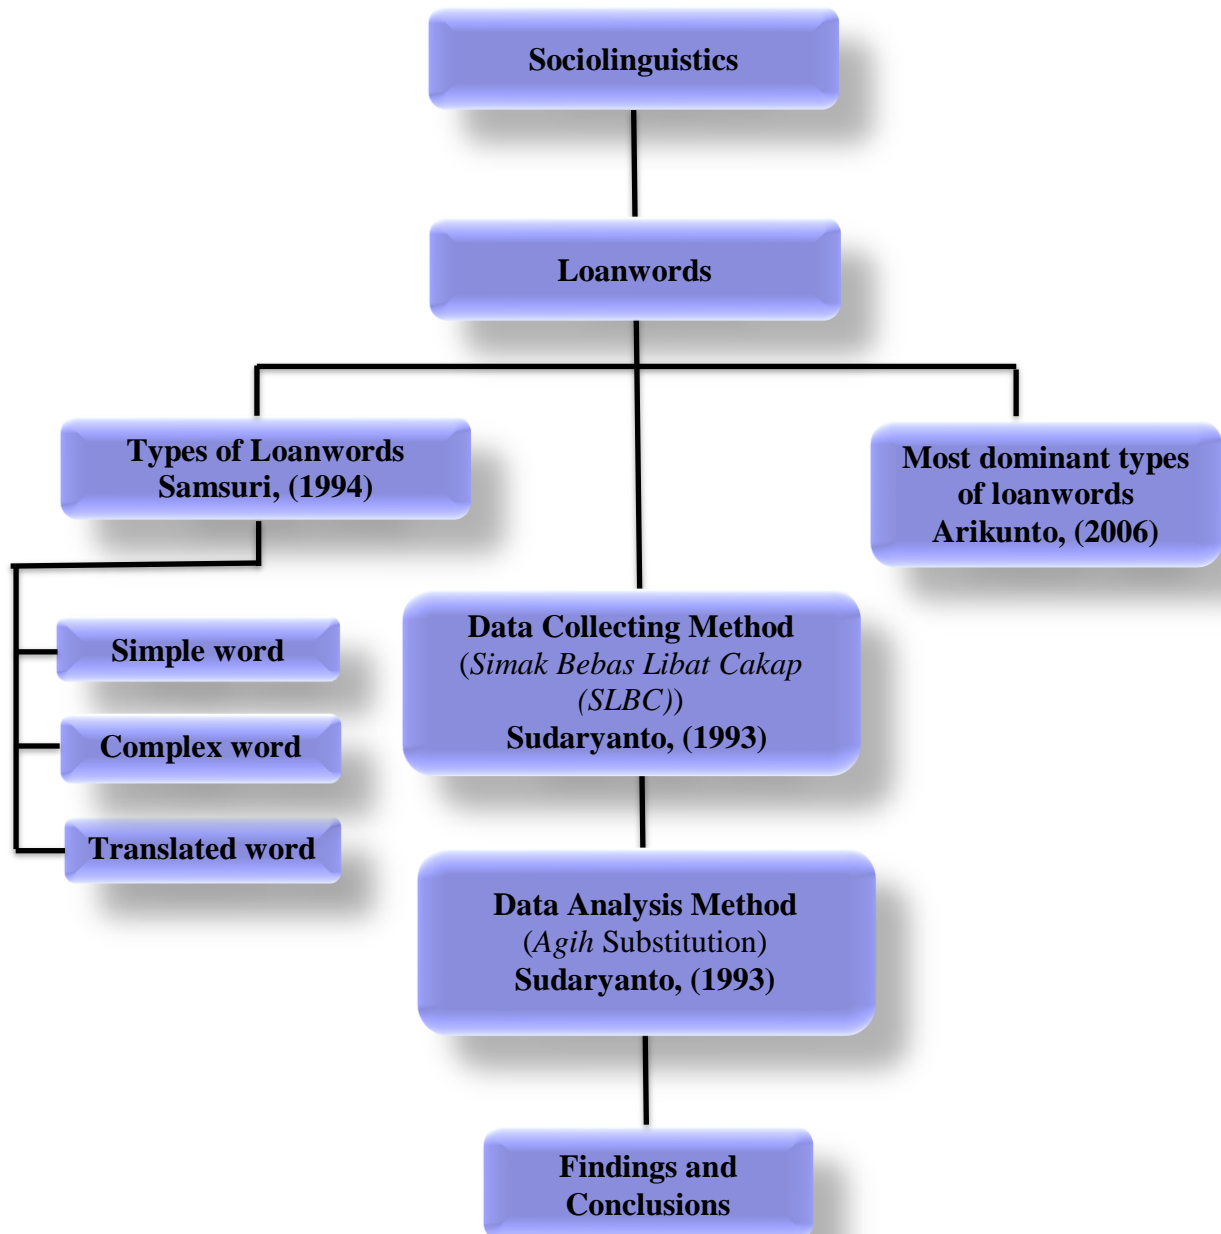 Sociolinguistics
Loanwords
Types of Loanwords
Samsuri, (1994)
Most dominant types
of loanwords
Arikunto, (2006)
Simple word
Complex word
Translated word
Data Collecting Method
(Simak Bebas Libat Cakap
(SLBC))
Sudaryanto, (1993)
Data Analysis Method
(Agih Substitution)
Sudaryanto, (1993)
Findings and
Conclusions